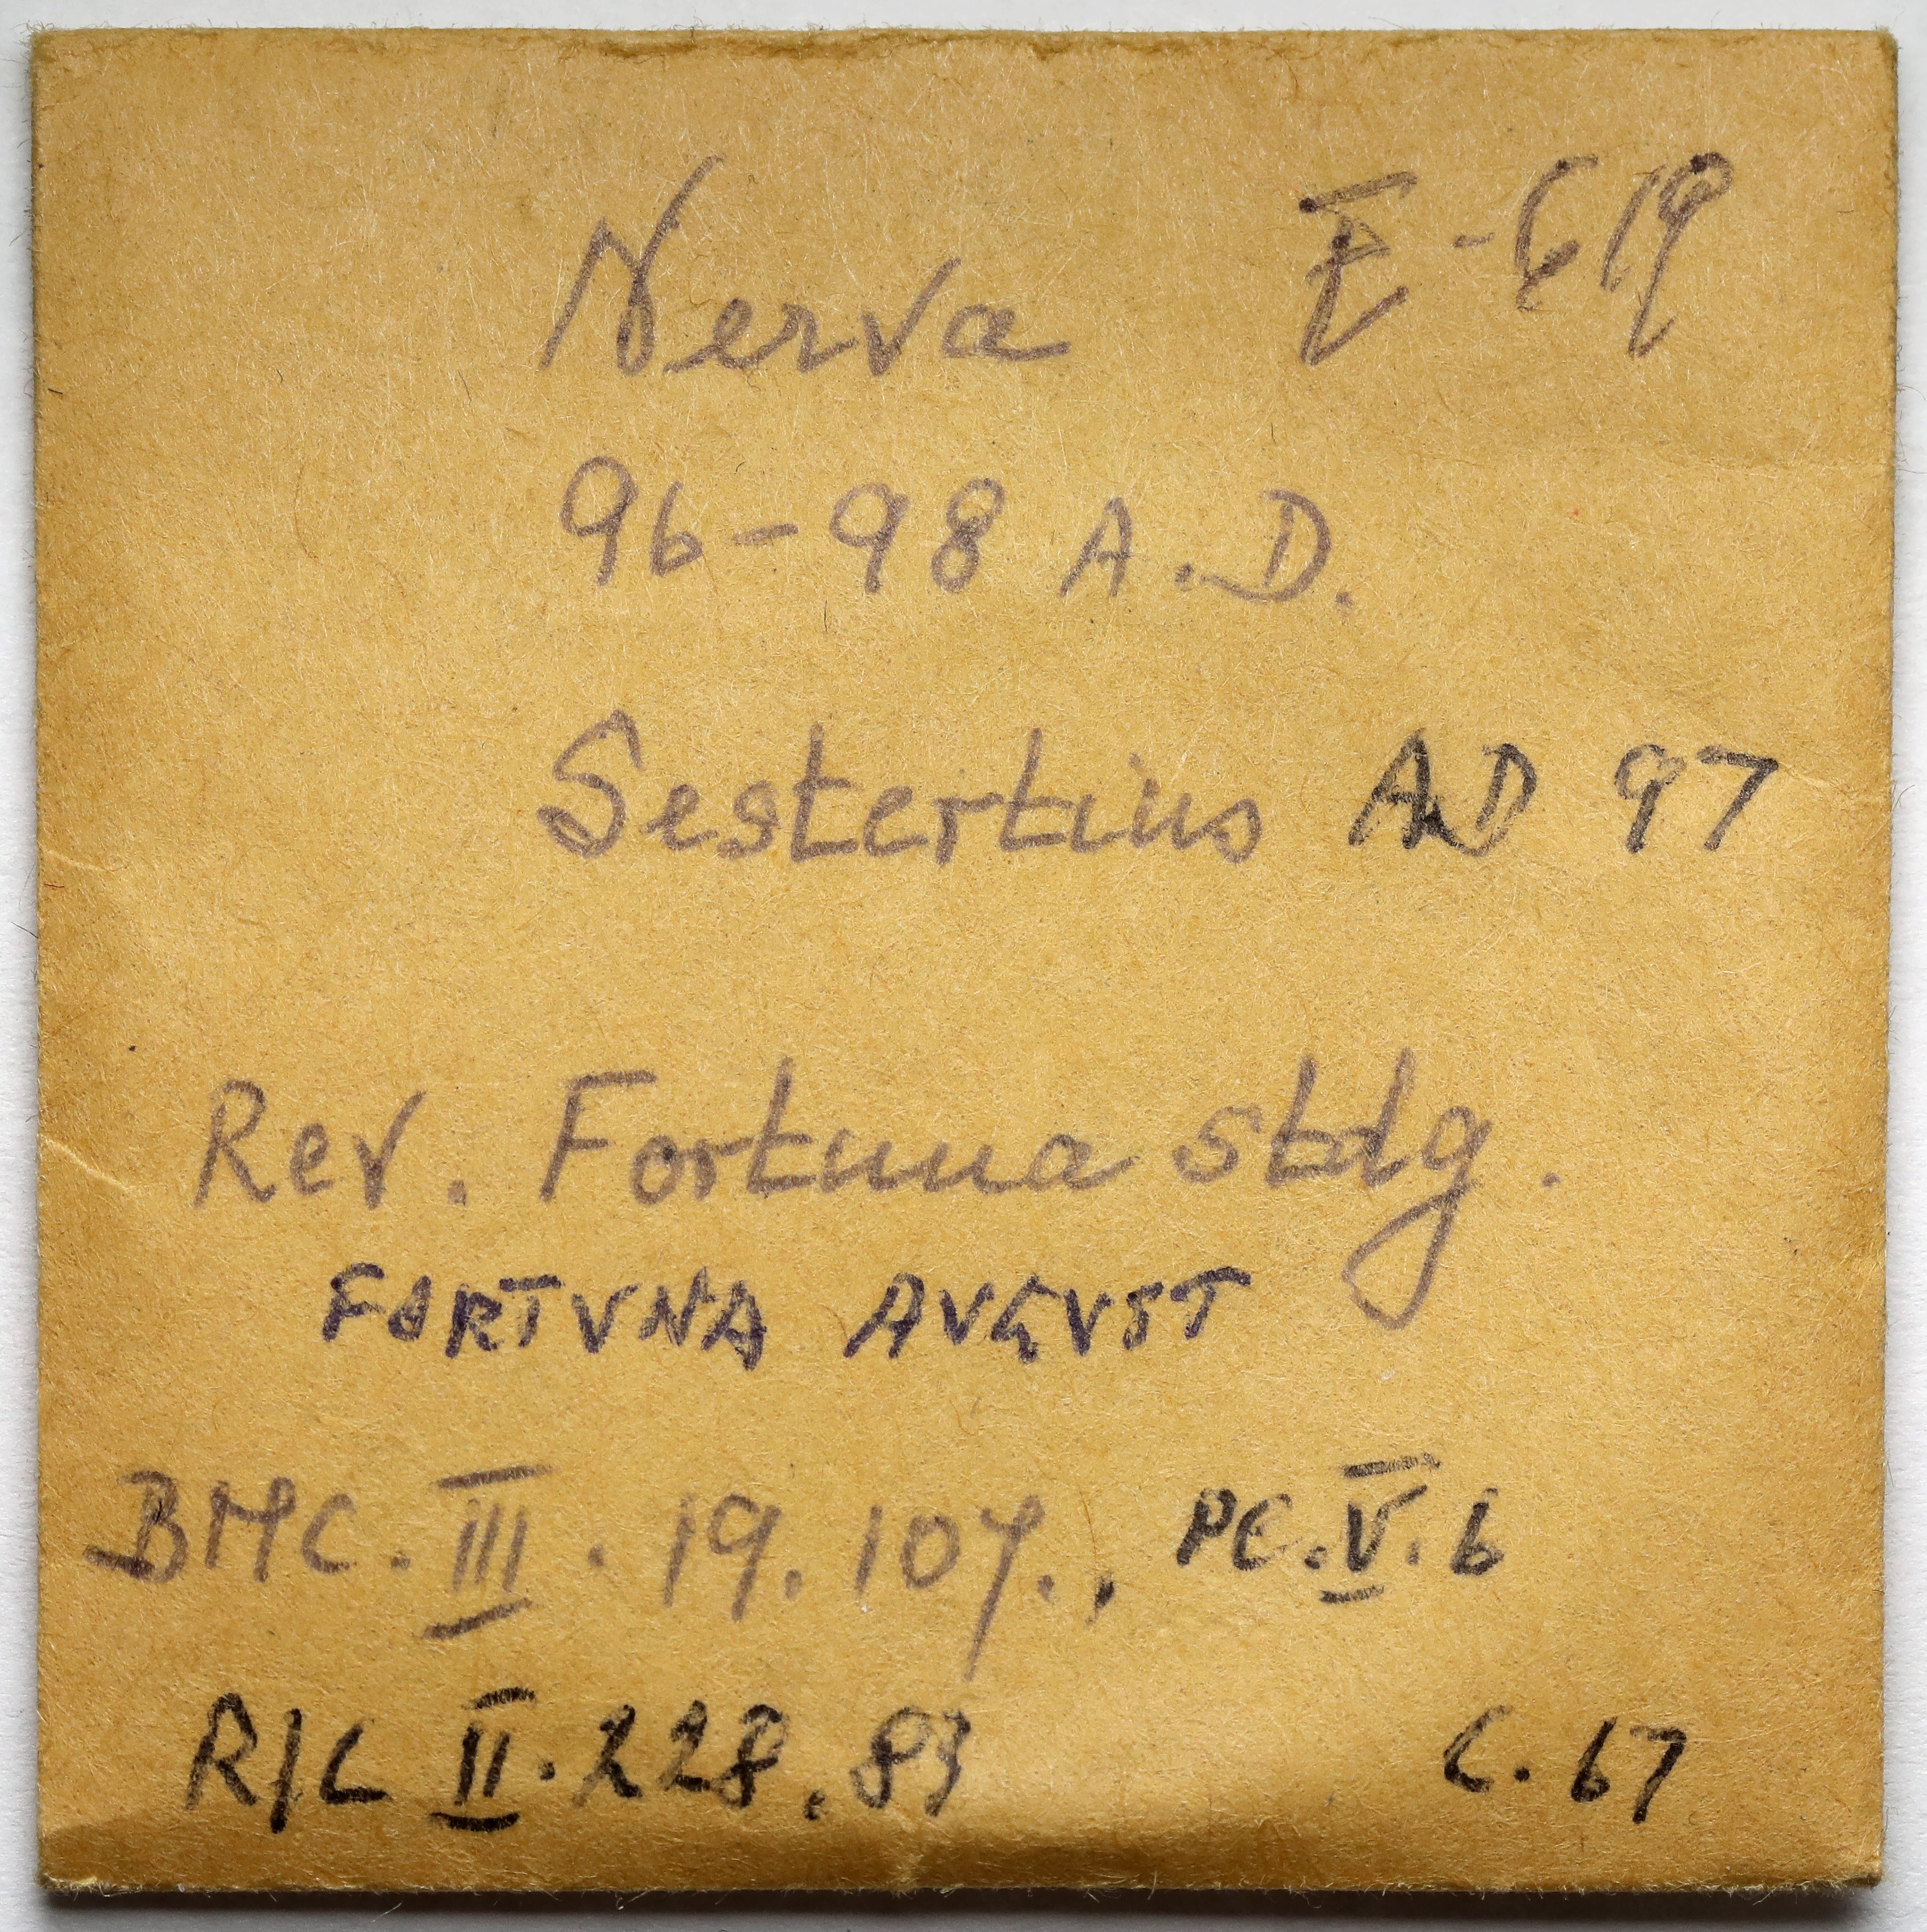 Nerva E-619
96-98 A.D.
Sestertius AD 97
Rev. Fortuna stdg.
FORTVNA AVGVST
BMC. III. 19. 107., PC. V. 6
RIC II. 228. 83 C. 67